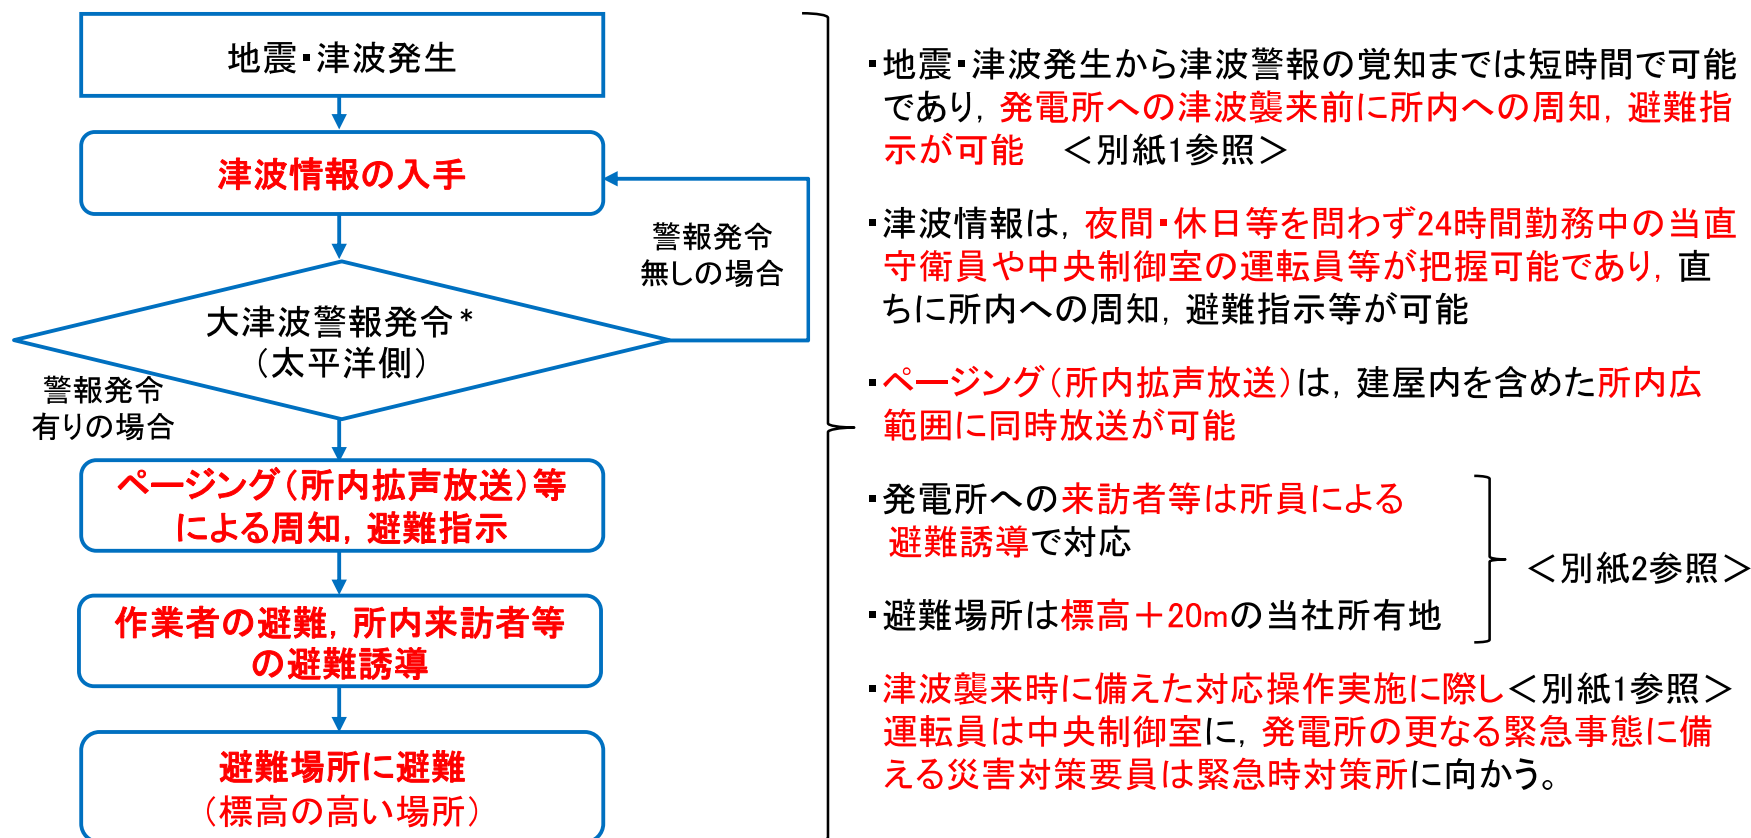 地震・津波発生
津波情報の入手
警報発令
無しの場合
大津波警報発令*
（太平洋側）
警報発令
有りの場合
ページング（所内拡声放送）等
による周知，避難指示
作業者の避難，所内来訪者等
の避難誘導
避難場所に避難
（標高の高い場所）
・地震・津波発生から津波警報の覚知までは短時間で可能
であり，発電所への津波襲来前に所内への周知，避難指
示が可能　＜別紙1参照＞
・津波情報は，夜間・休日等を問わず24時間勤務中の当直
守衛員や中央制御室の運転員等が把握可能であり，直
ちに所内への周知，避難指示等が可能
・ページング（所内拡声放送）は，建屋内を含めた所内広
範囲に同時放送が可能
・発電所への来訪者等は所員による
避難誘導で対応
＜別紙2参照＞
・避難場所は標高＋20mの当社所有地
・津波襲来時に備えた対応操作実施に際し＜別紙1参照＞
運転員は中央制御室に，発電所の更なる緊急事態に備
える災害対策要員は緊急時対策所に向かう。